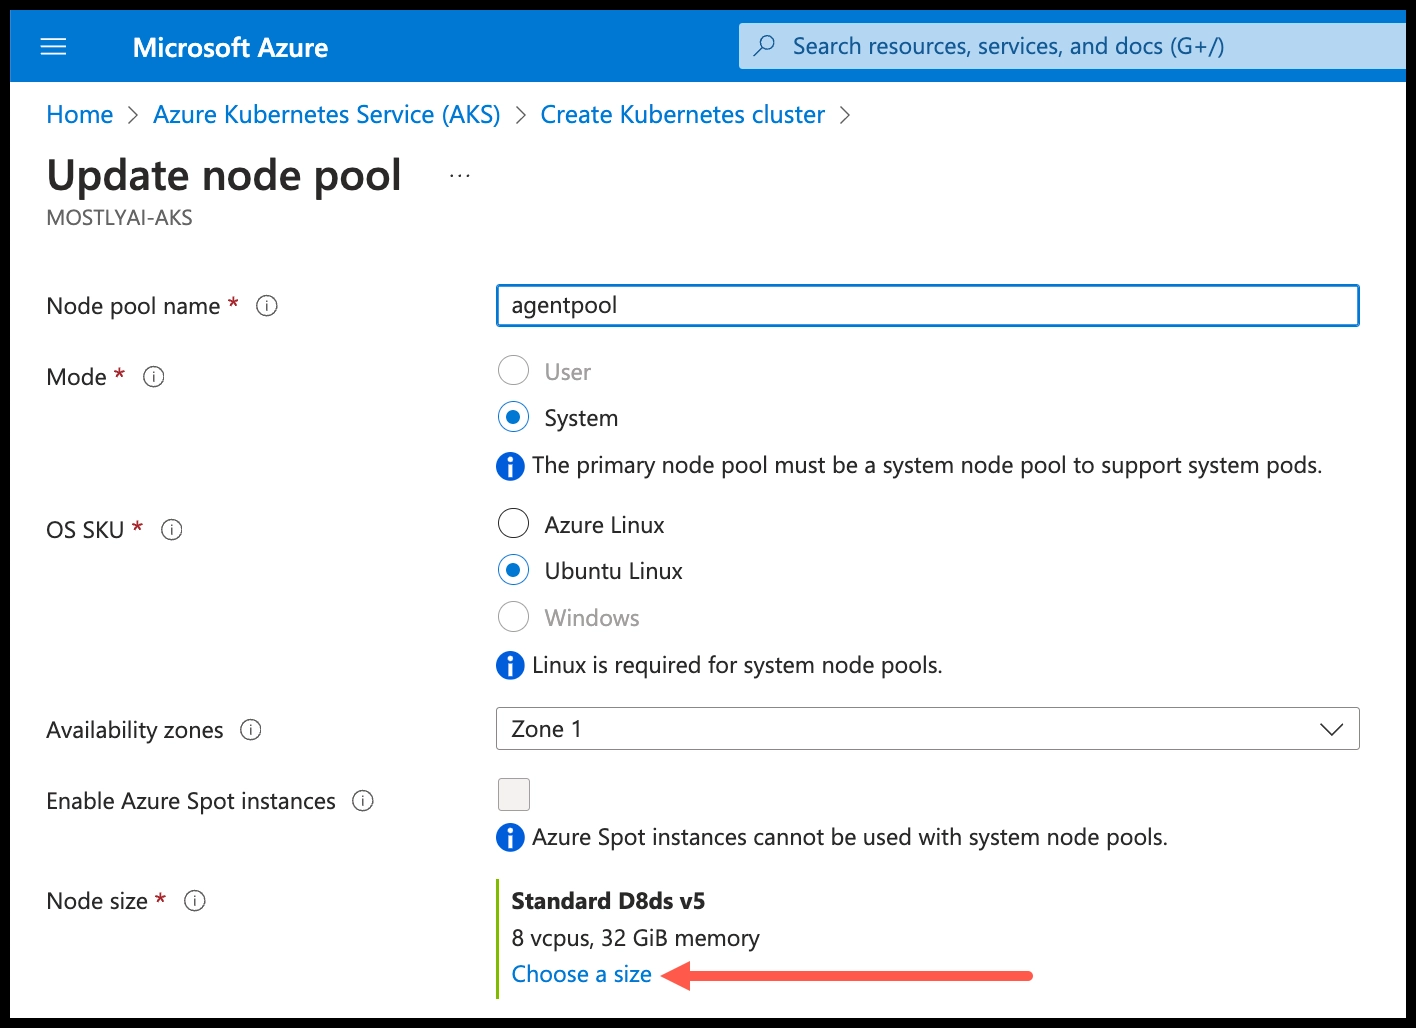 Microsoft Azure
Search resources, services, and docs (G+/)
Home > Azure Kubernetes Service (AKS) > Create Kubernetes cluster >
Update node pool ...
MOSTLYAI-AKS
Node pool name *
agentpool
Mode *
User
System
The primary node pool must be a system node pool to support system pods.
OS SKU *
Azure Linux
Ubuntu Linux
Windows
Linux is required for system node pools.
Availability zones
Zone 1
Enable Azure Spot instances
Azure Spot instances cannot be used with system node pools.
Node size *
Standard D8ds v5
8 vcpus, 32 GiB memory
Choose a size